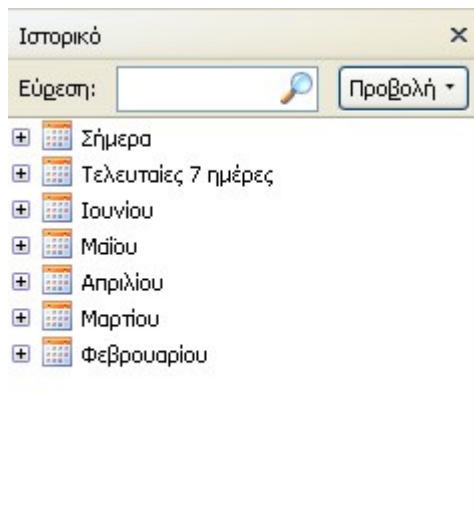 Ιστορικό
Εύρεση: Προβολή
Σήμερα
Τελευταίες 7 ημέρες
Ιουνίου
Μαΐου
Απριλίου
Μαρτίου
Φεβρουαρίου